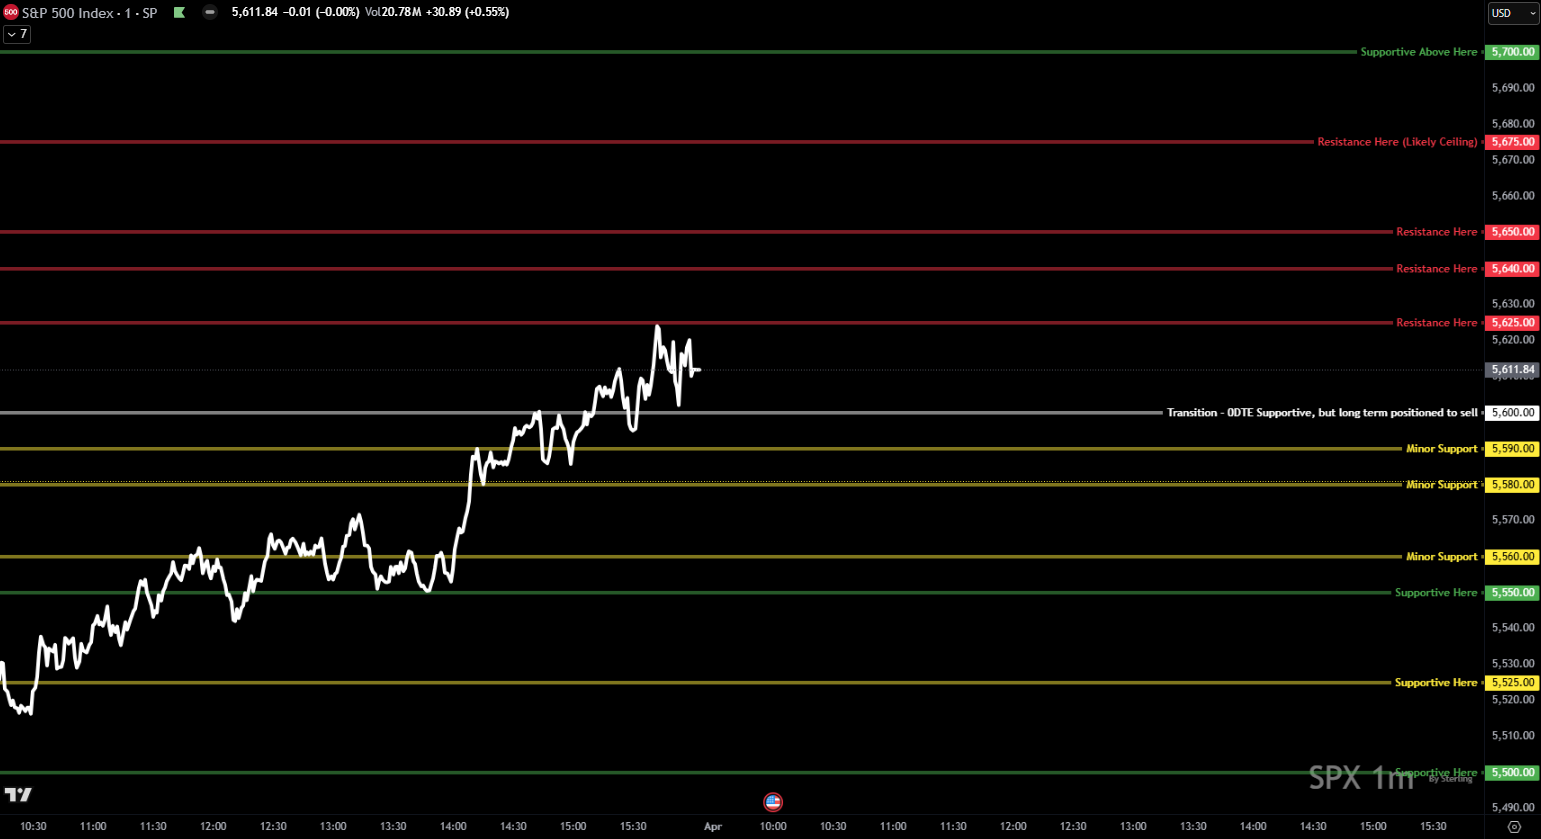 500 S&P 500 Index · 1 · SP 5,611.84 −0.01 (−0.00%) Vol20.78M +30.89 (+0.55%) USD
7
Supportive Above Here 5,700.00
5,690.00
5,680.00
Resistance Here (Likely Ceiling) 5,675.00
5,670.00
5,660.00
Resistance Here 5,650.00
Resistance Here 5,640.00
5,630.00
Resistance Here 5,625.00
5,620.00
5,611.84
Transition - 0DTE Supportive, but long term positioned to sell 5,600.00
Minor Support 5,590.00
Minor Support 5,580.00
5,570.00
Minor Support 5,560.00
Supportive Here 5,550.00
5,540.00
5,530.00
Supportive Here 5,525.00
5,520.00
5,510.00
Supportive Here 5,500.00
SPX 1m By Sterling
5,490.00
10:30 11:00 11:30 12:00 12:30 13:00 13:30 14:00 14:30 15:00 15:30 Apr 10:00 10:30 11:00 11:30 12:00 12:30 13:00 13:30 14:00 14:30 15:00 15:30